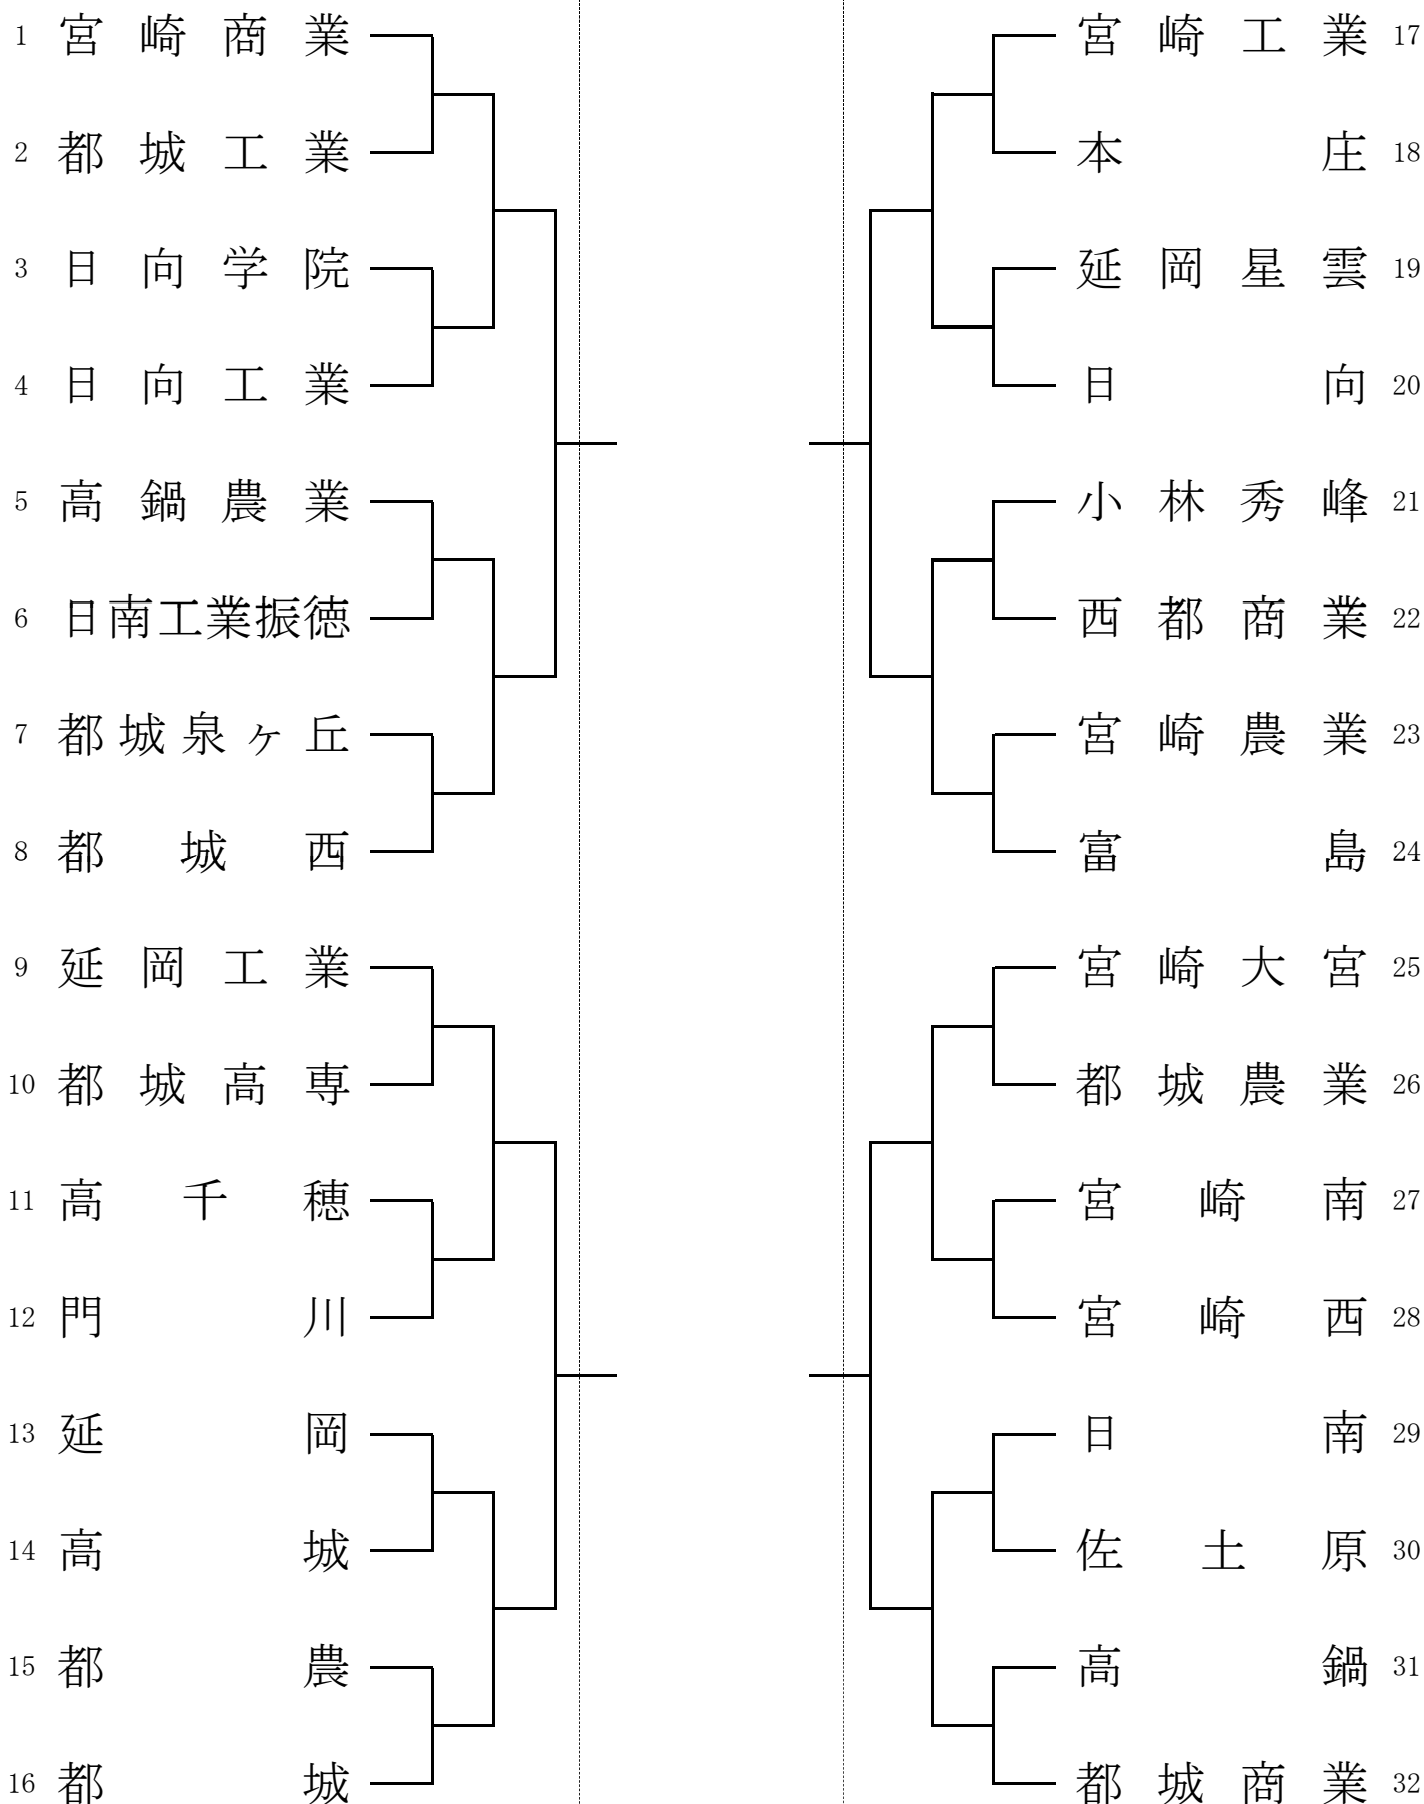 1 宮崎商業
2 都城工業
3 日向学院
4 日向工業
5 高鍋農業
6 日南工業振徳
7 都城泉ヶ丘
8 都城西
9 延岡工業
10 都城高専
11 高千穂
12 門川
13 延岡
14 高城
15 都農
16 都城
宮崎工業 17
本庄 18
延岡星雲 19
日向 20
小林秀峰 21
西都商業 22
宮崎農業 23
富島 24
宮崎大宮 25
都城農業 26
宮崎南 27
宮崎西 28
日南 29
佐土原 30
高鍋 31
都城商業 32